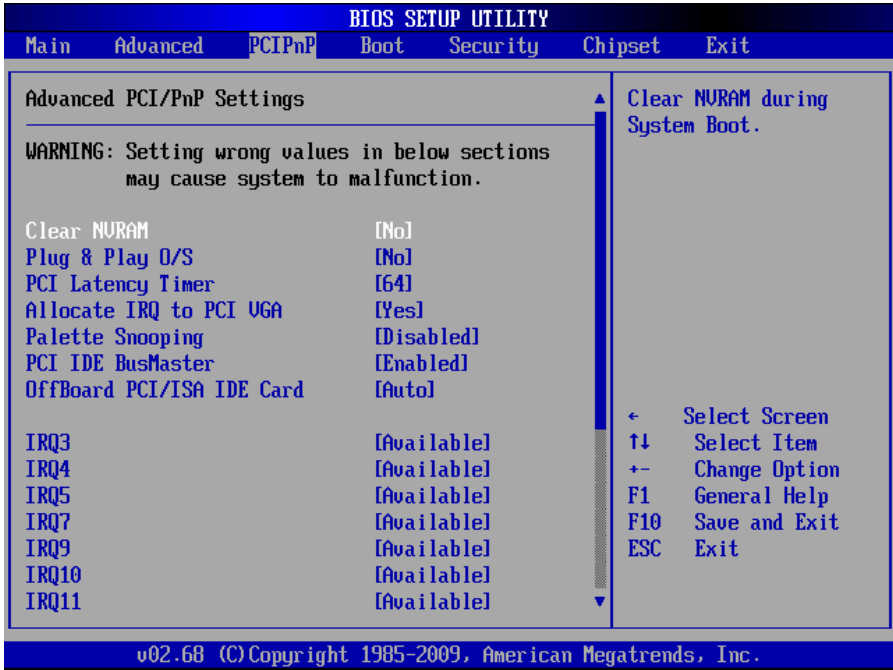 BIOS SETUP UTILITY
Main Advanced PCIPnP Boot Security Chipset Exit
Advanced PCI/PnP Settings
WARNING: Setting wrong values in below sections
may cause system to malfunction.
Clear NVRAM [No]
Plug & Play O/S [No]
PCI Latency Timer [64]
Allocate IRQ to PCI VGA [Yes]
Palette Snooping [Disabled]
PCI IDE BusMaster [Enabled]
OffBoard PCI/ISA IDE Card [Auto]
IRQ3 [Available]
IRQ4 [Available]
IRQ5 [Available]
IRQ7 [Available]
IRQ9 [Available]
IRQ10 [Available]
IRQ11 [Available]
Clear NVRAM during
System Boot.
← Select Screen
↑↓ Select Item
+- Change Option
F1 General Help
F10 Save and Exit
ESC Exit
v02.68 (C)Copyright 1985-2009, American Megatrends, Inc.